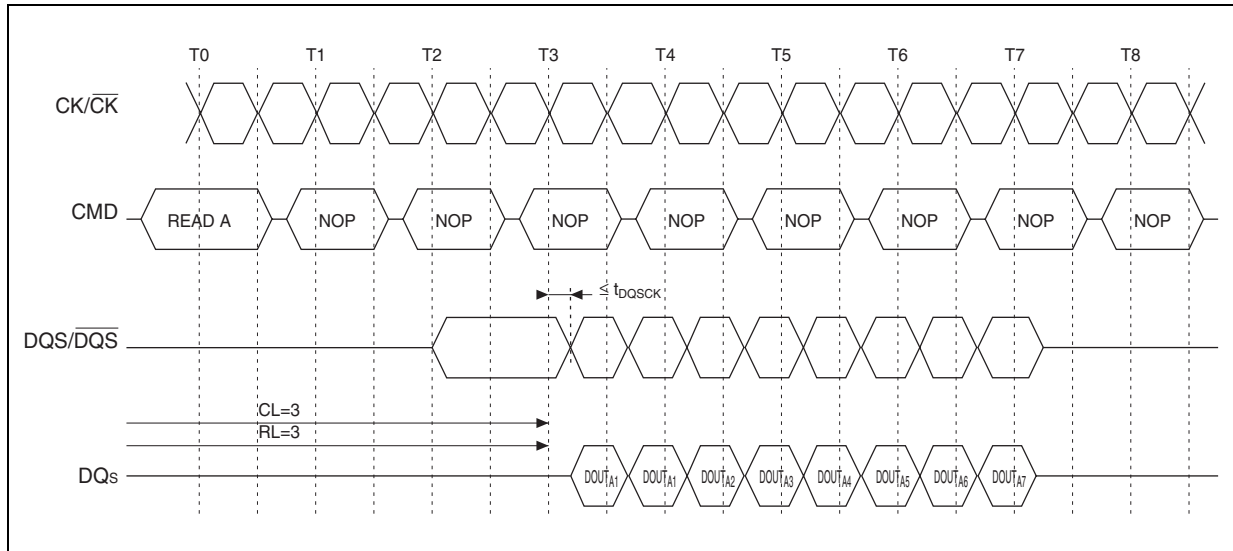 T0 T1 T2 T3 T4 T5 T6 T7 T8
CK/CK
CMD READ A NOP NOP NOP NOP NOP NOP NOP NOP
≤ tDQSCK
DQS/DQS
CL=3
RL=3
DQs DOUTA1 DOUTA1 DOUTA2 DOUTA3 DOUTA4 DOUTA5 DOUTA6 DOUTA7